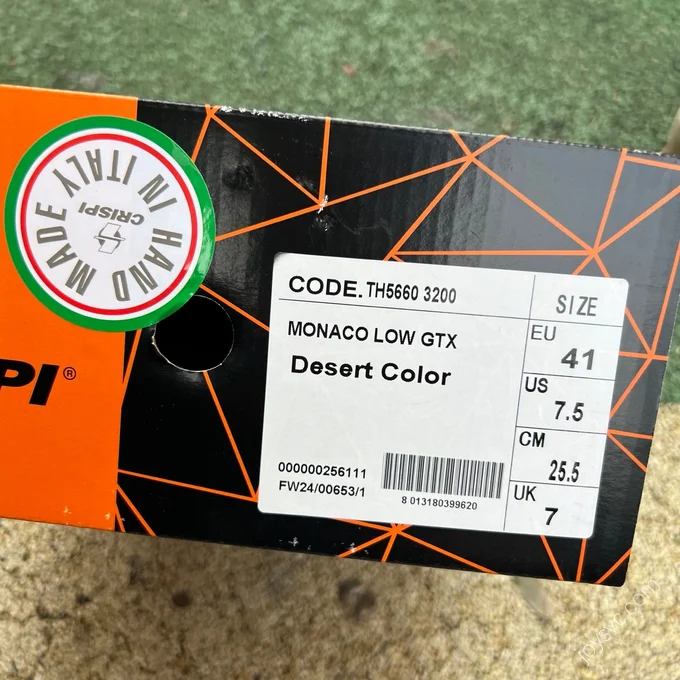 HAND MADE
IN ITALY
CRISPI
PI®
CODE. TH5660 3200
MONACO LOW GTX
Desert Color
000000256111
FW24/00653/1
8 013180399620
SIZE
EU
41
US
7.5
CM
25.5
UK
7